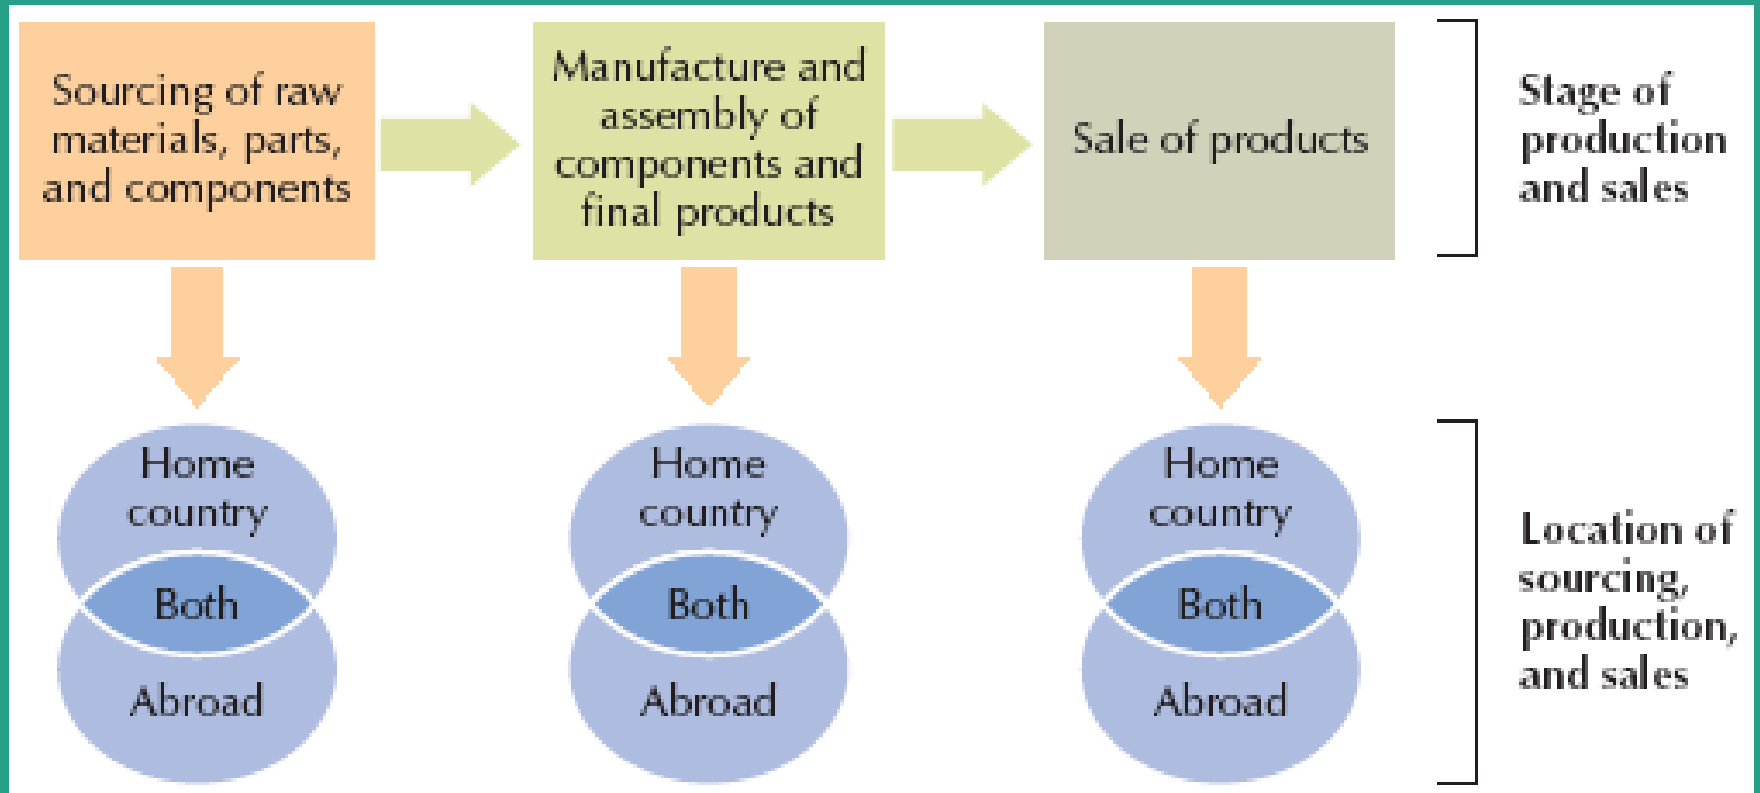 Sourcing of raw
materials, parts,
and components
Manufacture and
assembly of
components and
final products
Sale of products
Stage of
production
and sales
Home
country
Both
Abroad
Home
country
Both
Abroad
Home
country
Both
Abroad
Location of
sourcing,
production,
and sales